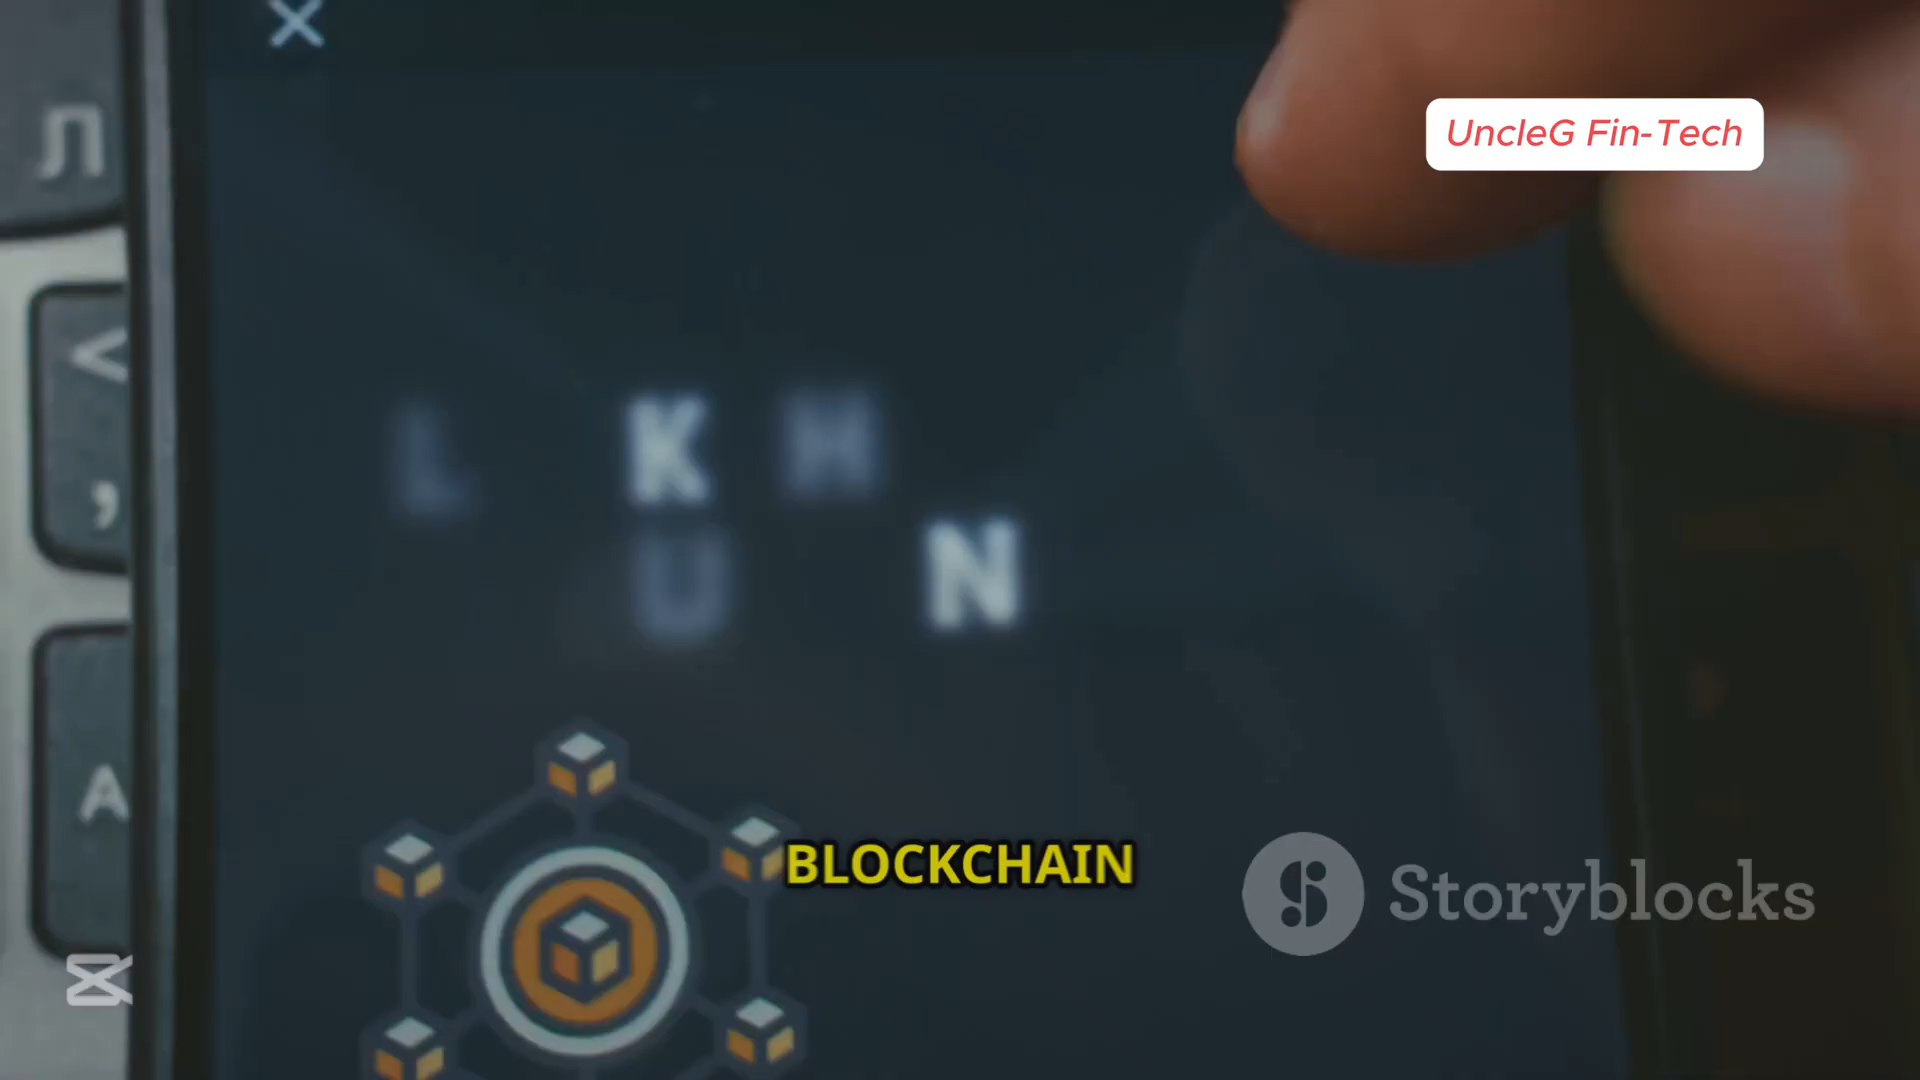 UncleG Fin-Tech
Л
<
,
L K H
U N
A
BLOCKCHAIN
Storyblocks